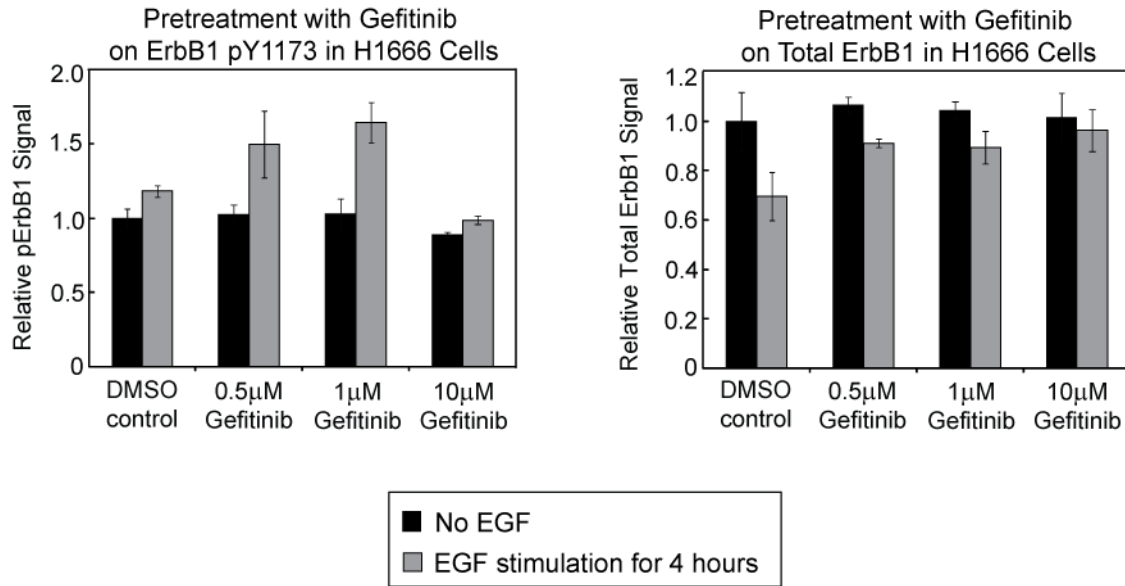 Pretreatment with Gefitinib
on ErbB1 pY1173 in H1666 Cells
Relative pErbB1 Signal
2.0
1.5
1.0
0.5
0
DMSO
control
0.5μM
Gefitinib
1μM
Gefitinib
10μM
Gefitinib
Pretreatment with Gefitinib
on Total ErbB1 in H1666 Cells
Relative Total ErbB1 Signal
1.2
1.0
0.8
0.6
0.4
0.2
0
DMSO
control
0.5μM
Gefitinib
1μM
Gefitinib
10μM
Gefitinib
No EGF
EGF stimulation for 4 hours